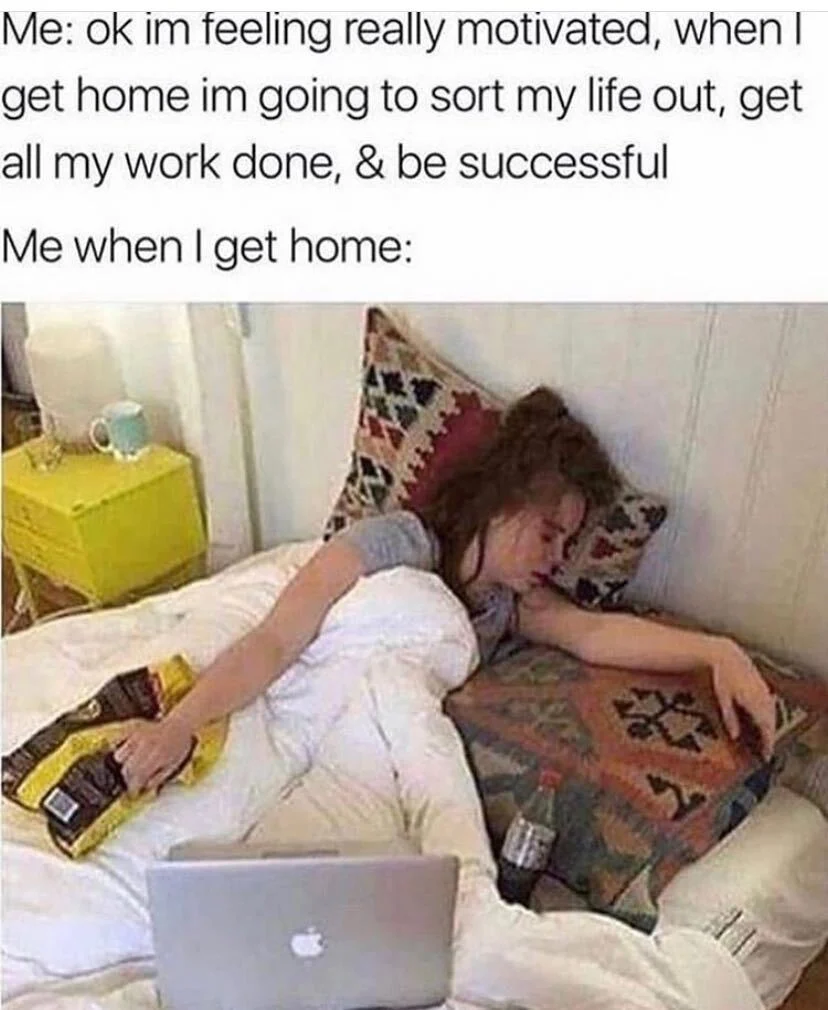 Me: ok im feeling really motivated, when I
get home im going to sort my life out, get
all my work done, & be successful
Me when I get home: